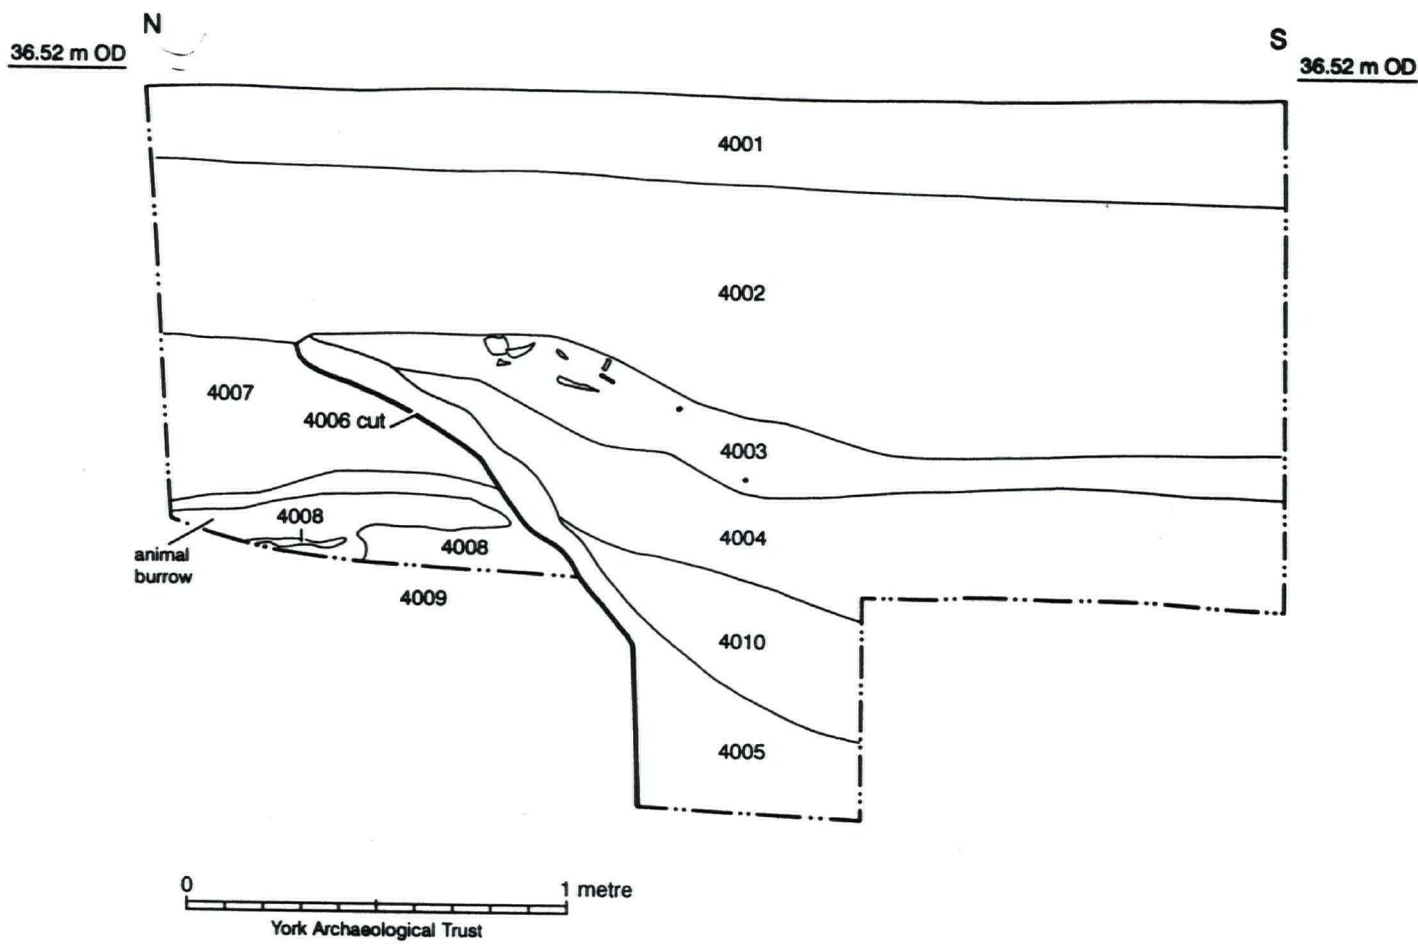 N
S
36.52 m OD
36.52 m OD
4001
4002
4007
4006 cut
4003
4008
4004
4008
animal
burrow
4009
4010
4005
0
1 metre
York Archaeological Trust